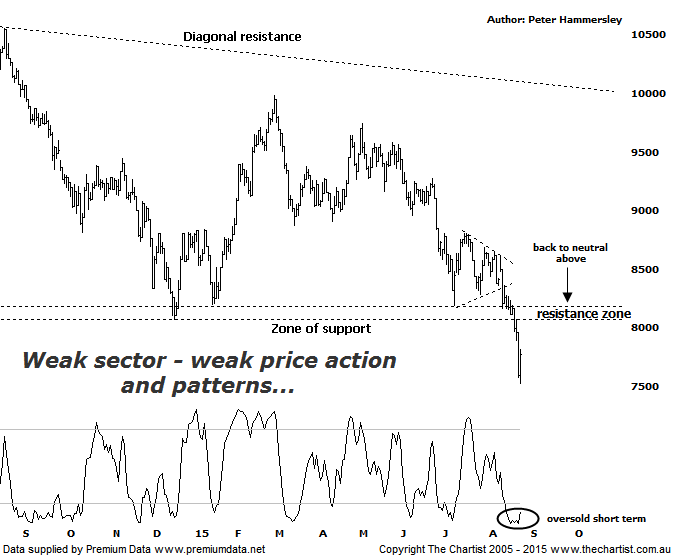 Author: Peter Hammersley
Diagonal resistance
10500
10000
9500
9000
8500
back to neutral
above
resistance zone
8000
Zone of support
Weak sector - weak price action
and patterns...
7500
oversold short term
S O N D 15 F M A M J J A S O
Data supplied by Premium Data www.premiumdata.net
Copyright The Chartist 2005 - 2015 www.thechartist.com.au